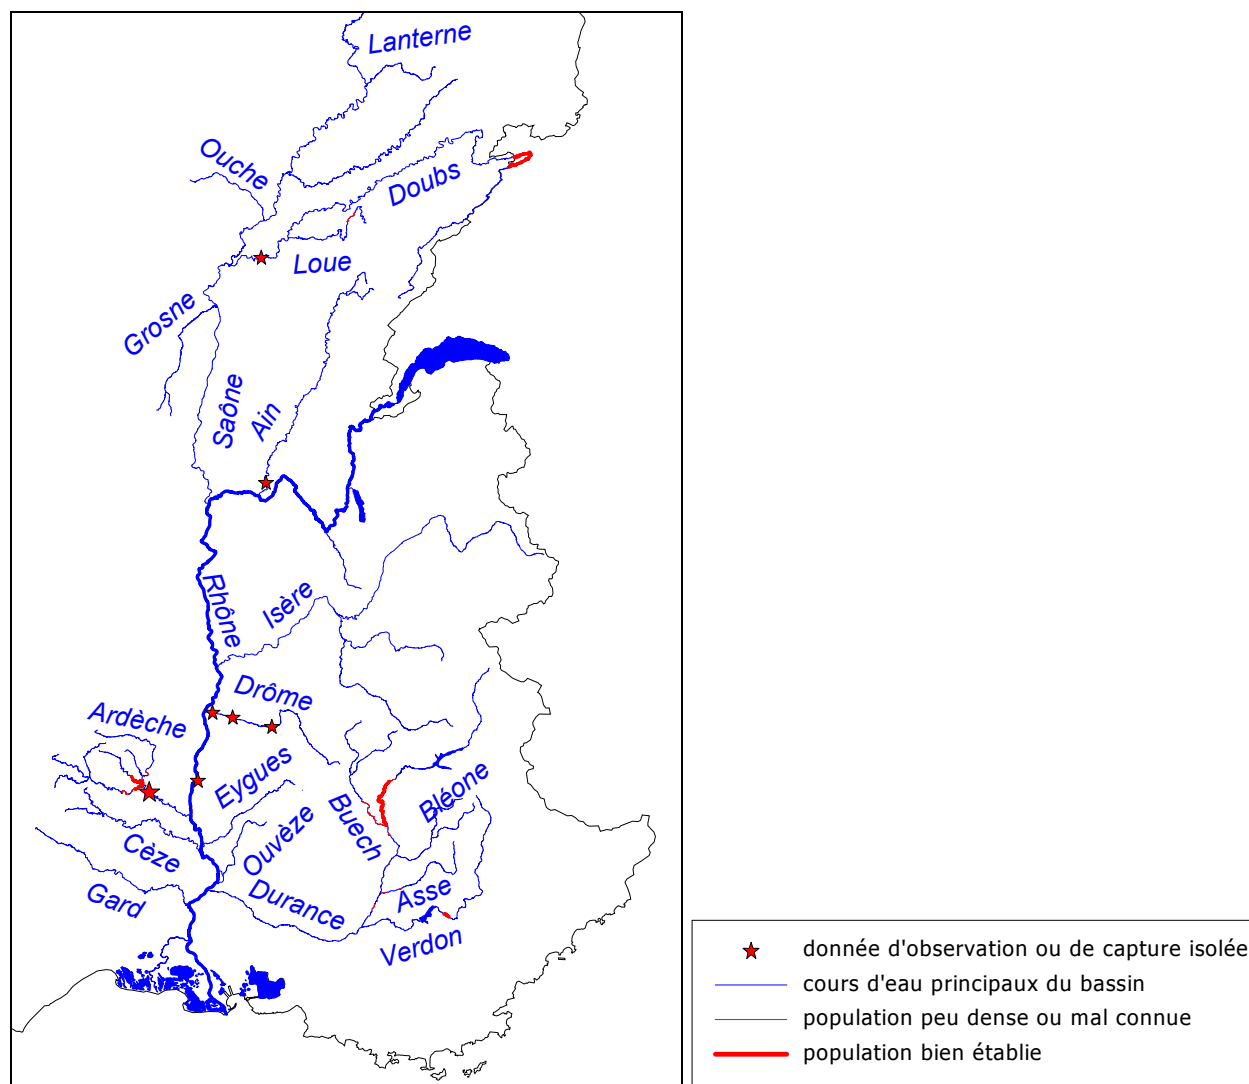 Lanterne
Ouche
Doubs
Loue
Grosne
Saône
Ain
Rhône
Isère
Drôme
Ardèche
Eygues
Bléone
Buech
Ouvèze
Cèze
Gard
Durance
Asse
Verdon
donnée d'observation ou de capture isolée
cours d'eau principaux du bassin
population peu dense ou mal connue
population bien établie